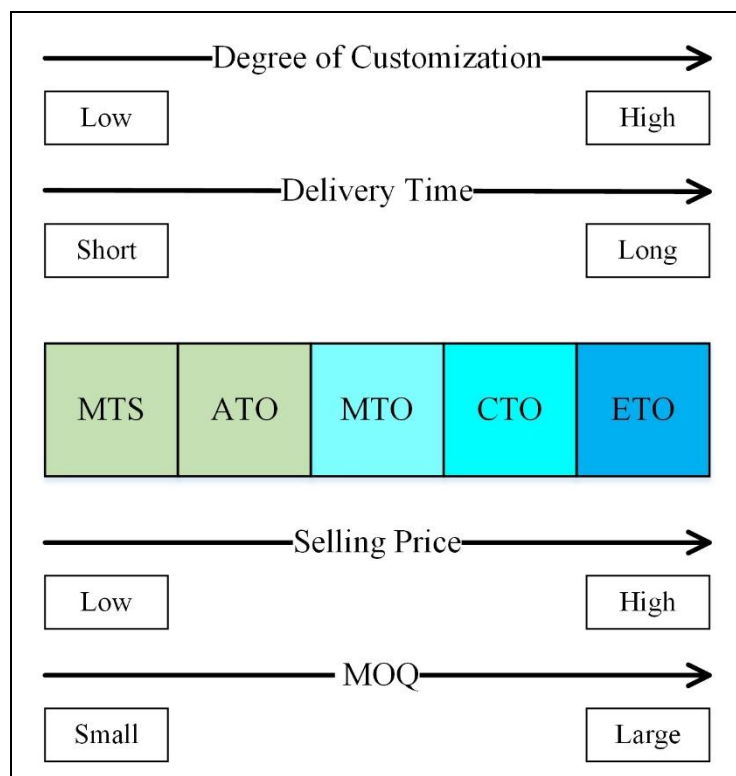 Degree of Customization
Low High
Delivery Time
Short Long
MTS ATO MTO CTO ETO
Selling Price
Low High
MOQ
Small Large